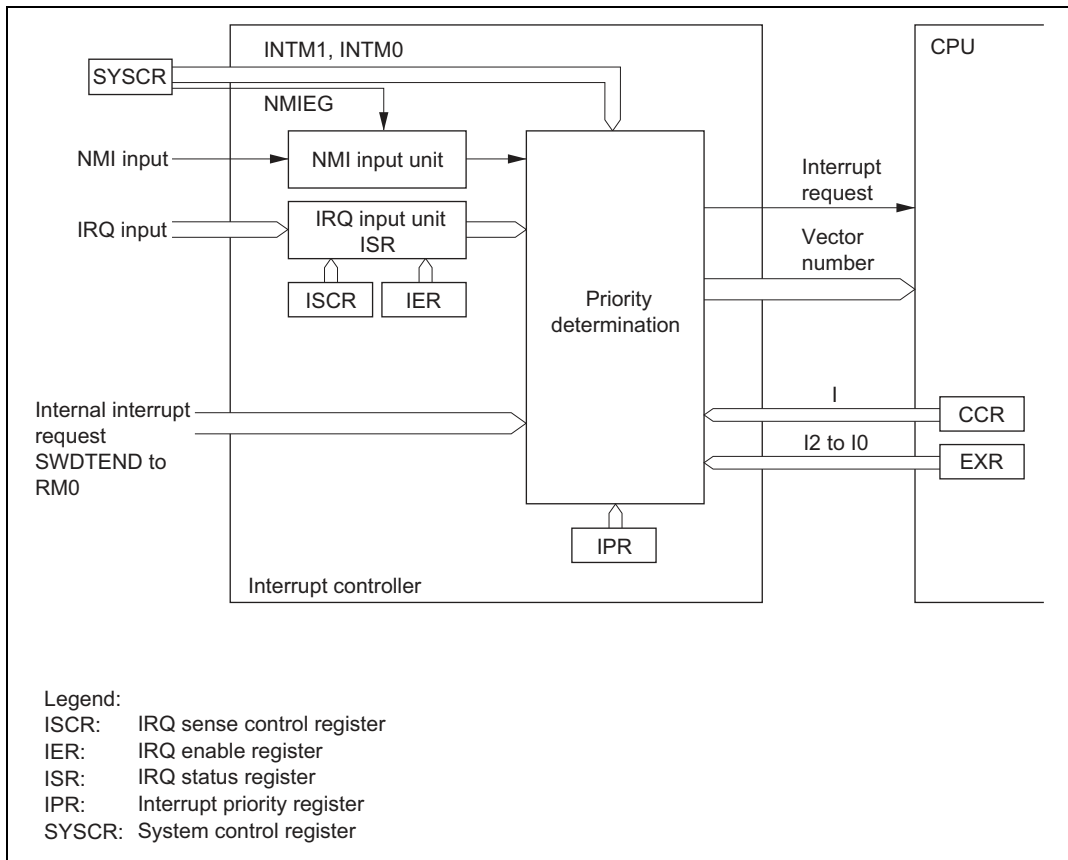 INTM1, INTM0
CPU
SYSCR
NMIEG
NMI input
NMI input unit
Interrupt
request
IRQ input
IRQ input unit
ISR
Vector
number
ISCR
IER
Priority
determination
Internal interrupt
request
SWDTEND to
RM0
I
CCR
I2 to I0
EXR
IPR
Interrupt controller
Legend:
ISCR: IRQ sense control register
IER: IRQ enable register
ISR: IRQ status register
IPR: Interrupt priority register
SYSCR: System control register